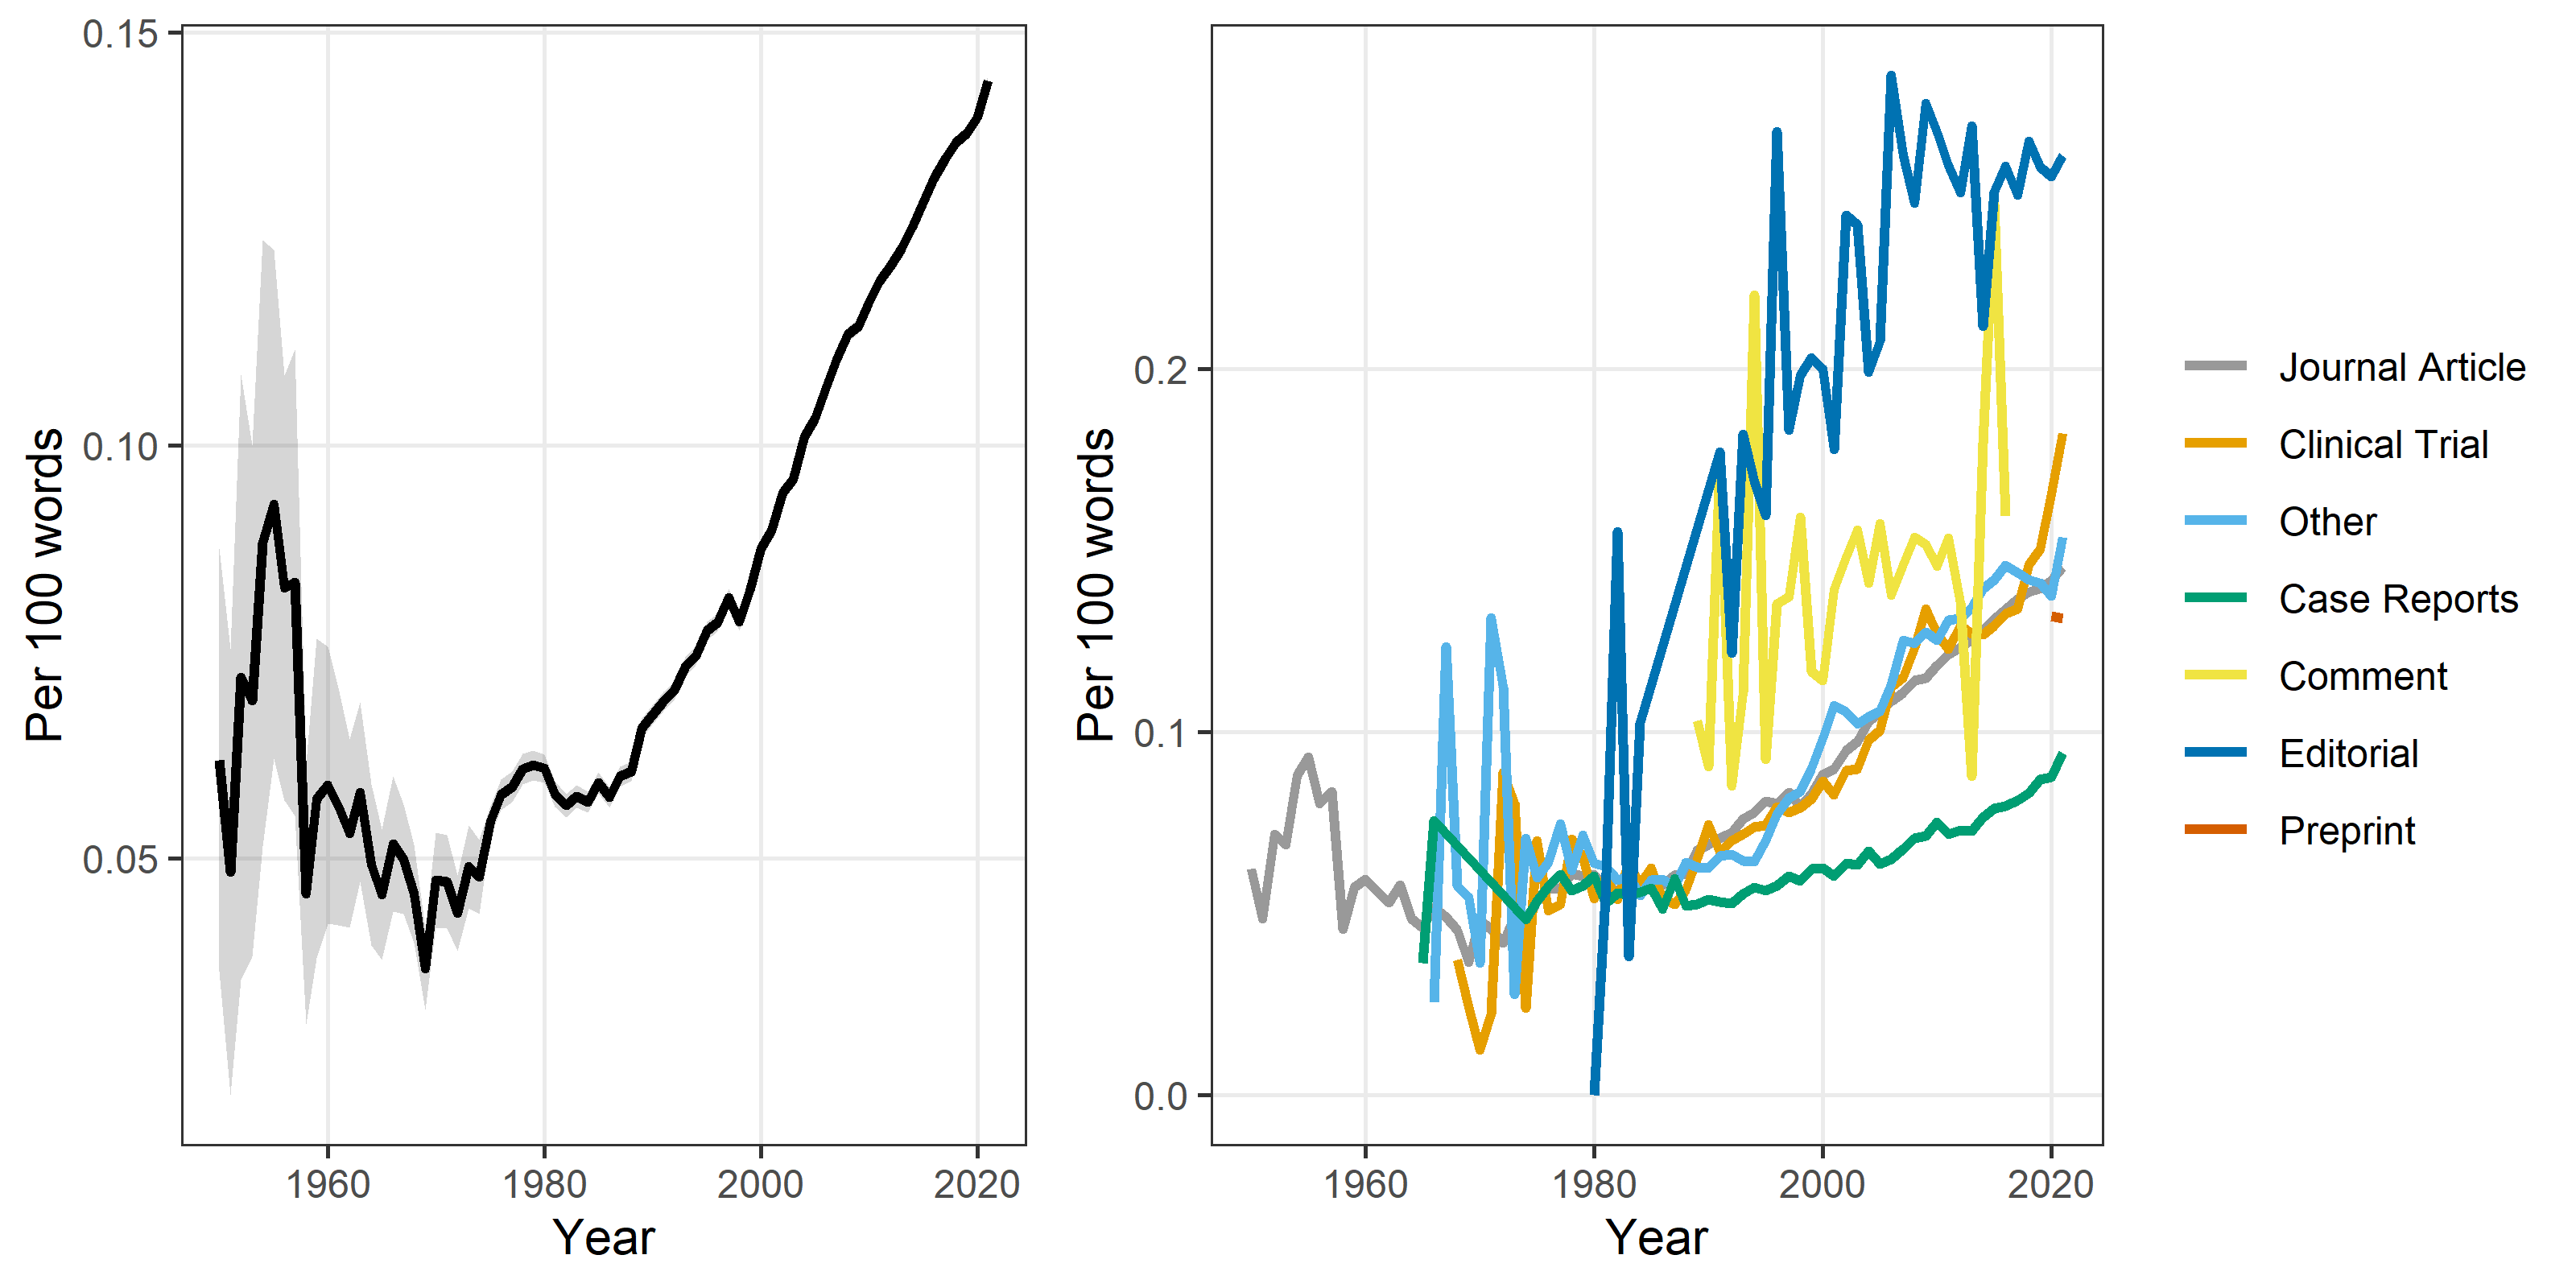 0.15
0.10
0.05
Per 100 words
1960 1980 2000 2020
Year
0.2
0.1
0.0
Per 100 words
1960 1980 2000 2020
Year
Journal Article
Clinical Trial
Other
Case Reports
Comment
Editorial
Preprint